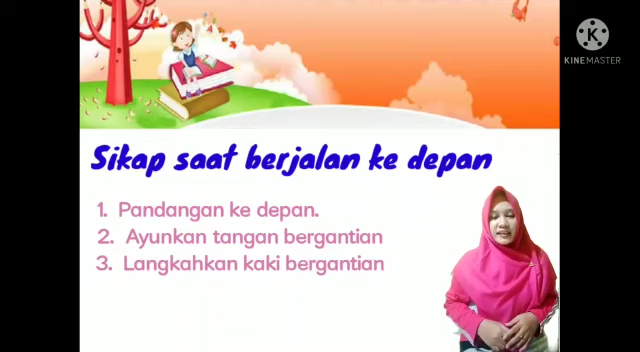 KINEMASTER
Sikap saat berjalan ke depan
1. Pandangan ke depan.
2. Ayunkan tangan bergantian
3. Langkahkan kaki bergantian